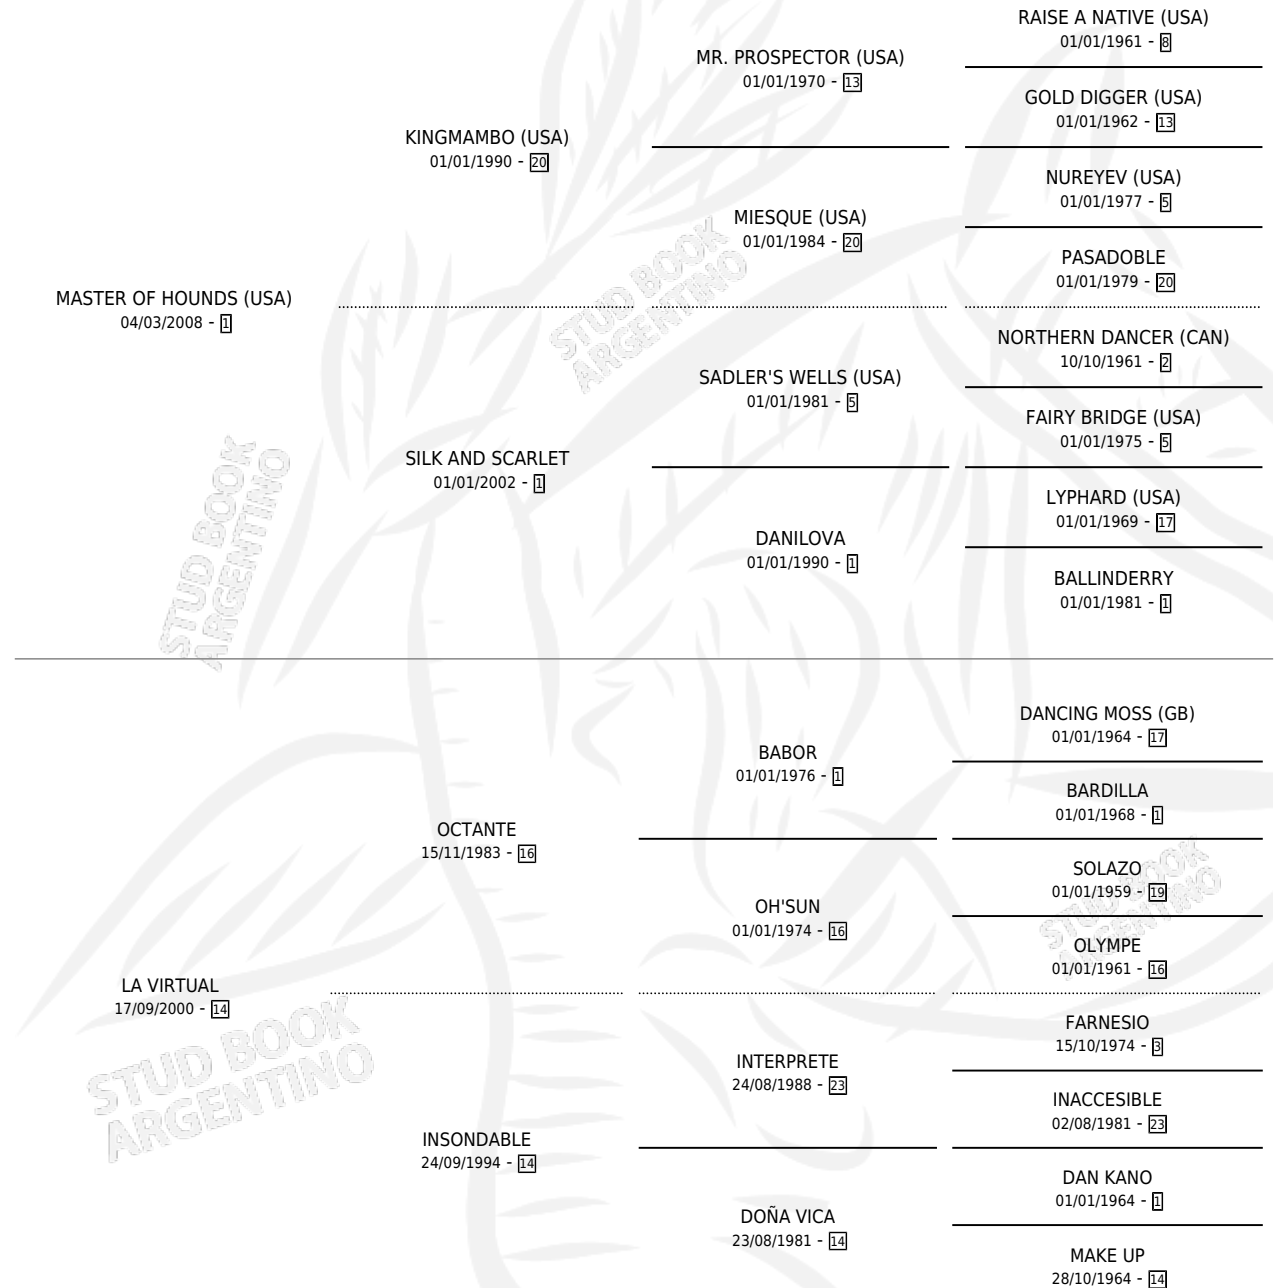 RAISE A NATIVE (USA)
01/01/1961 - 8
MR. PROSPECTOR (USA)
01/01/1970 - 13
GOLD DIGGER (USA)
01/01/1962 - 13
KINGMAMBO (USA)
01/01/1990 - 20
NUREYEV (USA)
01/01/1977 - 5
MIESQUE (USA)
01/01/1984 - 20
PASADOBLE
01/01/1979 - 20
MASTER OF HOUNDS (USA)
04/03/2008 - 1
NORTHERN DANCER (CAN)
10/10/1961 - 2
SADLER'S WELLS (USA)
01/01/1981 - 5
FAIRY BRIDGE (USA)
01/01/1975 - 5
SILK AND SCARLET
01/01/2002 - 1
LYPHARD (USA)
01/01/1969 - 17
DANILOVA
01/01/1990 - 1
BALLINDERRY
01/01/1981 - 1
STUD BOOK
ARGENTINO
STUD BOOK
ARGENTINO
DANCING MOSS (GB)
01/01/1964 - 17
BABOR
01/01/1976 - 1
BARDILLA
01/01/1968 - 1
OCTANTE
15/11/1983 - 16
SOLAZO
01/01/1959 - 19
OH'SUN
01/01/1974 - 16
OLYMPE
01/01/1961 - 16
LA VIRTUAL
17/09/2000 - 14
FARNESIO
15/10/1974 - 3
INTERPRETE
24/08/1988 - 23
INACCESIBLE
02/08/1981 - 23
INSONDABLE
24/09/1994 - 14
DAN KANO
01/01/1964 - 1
DOÑA VICA
23/08/1981 - 14
MAKE UP
28/10/1964 - 14
STUD BOOK
ARGENTINO
STUD BOOK
ARGENTINO